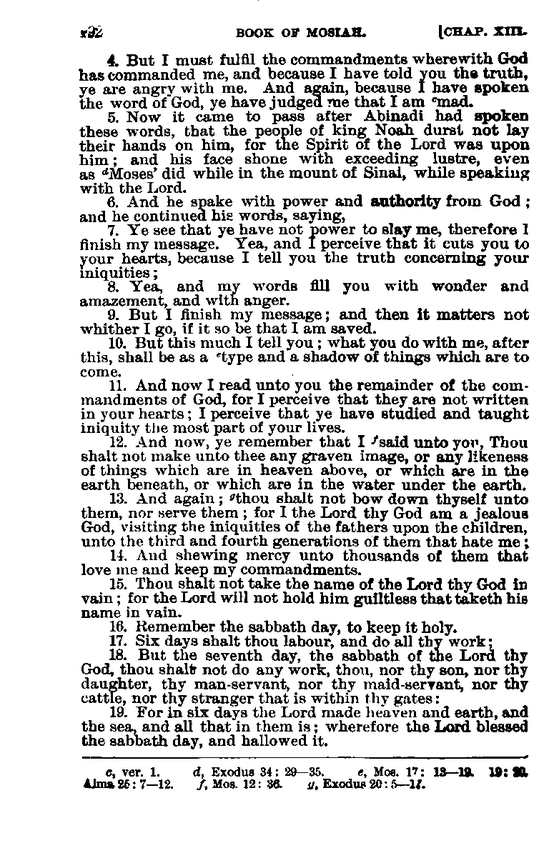 192 BOOK OF MOSIAH. [CHAP. XIII.
4. But I must fulfil the commandments wherewith God
has commanded me, and because I have told you the truth,
ye are angry with me. And again, because I have spoken
the word of God, ye have judged me that I am ᶜmad.
5. Now it came to pass after Abinadi had spoken
these words, that the people of king Noah durst not lay
their hands on him, for the Spirit of the Lord was upon
him; and his face shone with exceeding lustre, even
as ᵈMoses' did while in the mount of Sinai, while speaking
with the Lord.
6. And he spake with power and authority from God;
and he continued his words, saying,
7. Ye see that ye have not power to slay me, therefore I
finish my message. Yea, and I perceive that it cuts you to
your hearts, because I tell you the truth concerning your
iniquities;
8. Yea, and my words fill you with wonder and
amazement, and with anger.
9. But I finish my message; and then it matters not
whither I go, if it so be that I am saved.
10. But this much I tell you; what you do with me, after
this, shall be as a ᵉtype and a shadow of things which are to
come.
11. And now I read unto you the remainder of the com-
mandments of God, for I perceive that they are not written
in your hearts; I perceive that ye have studied and taught
iniquity the most part of your lives.
12. And now, ye remember that I ᶠsaid unto you, Thou
shalt not make unto thee any graven image, or any likeness
of things which are in heaven above, or which are in the
earth beneath, or which are in the water under the earth.
13. And again; ᵍthou shalt not bow down thyself unto
them, nor serve them; for I the Lord thy God am a jealous
God, visiting the iniquities of the fathers upon the children,
unto the third and fourth generations of them that hate me;
14. And shewing mercy unto thousands of them that
love me and keep my commandments.
15. Thou shalt not take the name of the Lord thy God in
vain; for the Lord will not hold him guiltless that taketh his
name in vain.
16. Remember the sabbath day, to keep it holy.
17. Six days shalt thou labour, and do all thy work;
18. But the seventh day, the sabbath of the Lord thy
God, thou shalt not do any work, thou, nor thy son, nor thy
daughter, thy man-servant, nor thy maid-servant, nor thy
cattle, nor thy stranger that is within thy gates:
19. For in six days the Lord made heaven and earth, and
the sea, and all that in them is; wherefore the Lord blessed
the sabbath day, and hallowed it.
c, ver. 1. d, Exodus 34: 29—35. e, Mos. 17: 13—19. 19: 20.
Alma 25: 7—12. f, Mos. 12: 36. g, Exodus 20: 5—17.